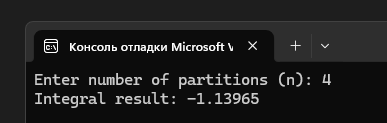 Консоль отладки Microsoft V
Enter number of partitions (n): 4
Integral result: -1.13965